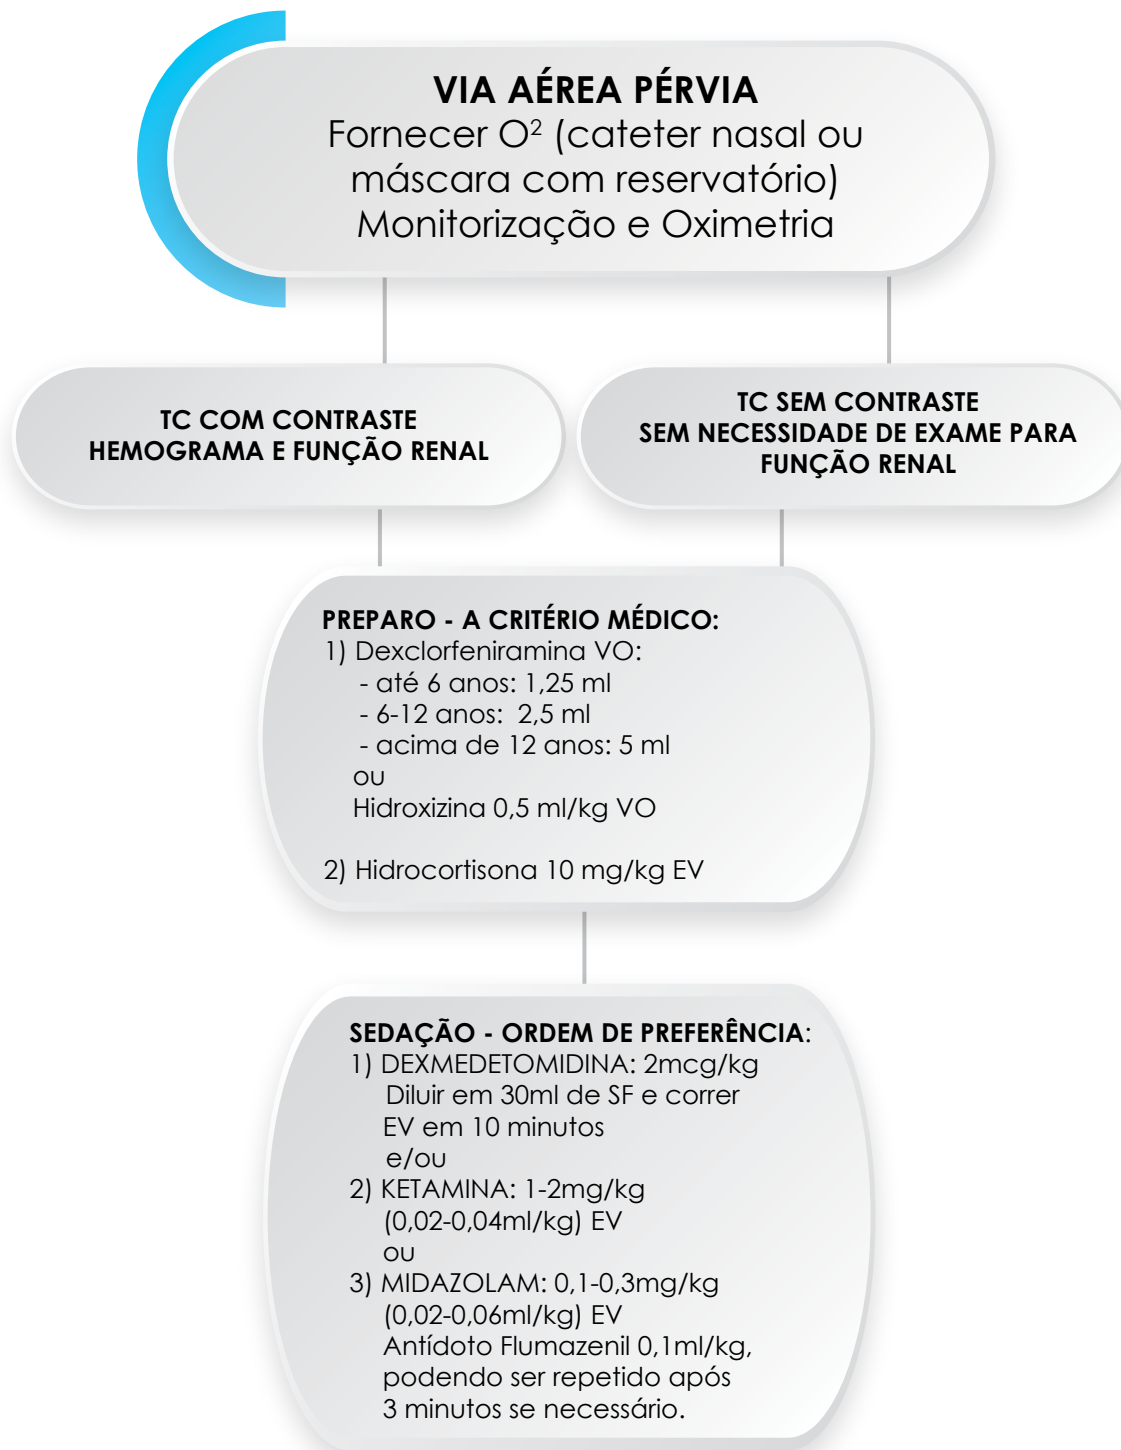 VIA AÉREA PÉRVIA
Fornecer O² (cateter nasal ou
máscara com reservatório)
Monitorização e Oximetria
TC COM CONTRASTE
HEMOGRAMA E FUNÇÃO RENAL
TC SEM CONTRASTE
SEM NECESSIDADE DE EXAME PARA
FUNÇÃO RENAL
PREPARO - A CRITÉRIO MÉDICO:
1) Dexclorfeniramina VO:
- até 6 anos: 1,25 ml
- 6-12 anos: 2,5 ml
- acima de 12 anos: 5 ml
ou
Hidroxizina 0,5 ml/kg VO
2) Hidrocortisona 10 mg/kg EV
SEDAÇÃO - ORDEM DE PREFERÊNCIA:
1) DEXMEDETOMIDINA: 2mcg/kg
Diluir em 30ml de SF e correr
EV em 10 minutos
e/ou
2) KETAMINA: 1-2mg/kg
(0,02-0,04ml/kg) EV
ou
3) MIDAZOLAM: 0,1-0,3mg/kg
(0,02-0,06ml/kg) EV
Antídoto Flumazenil 0,1ml/kg,
podendo ser repetido após
3 minutos se necessário.